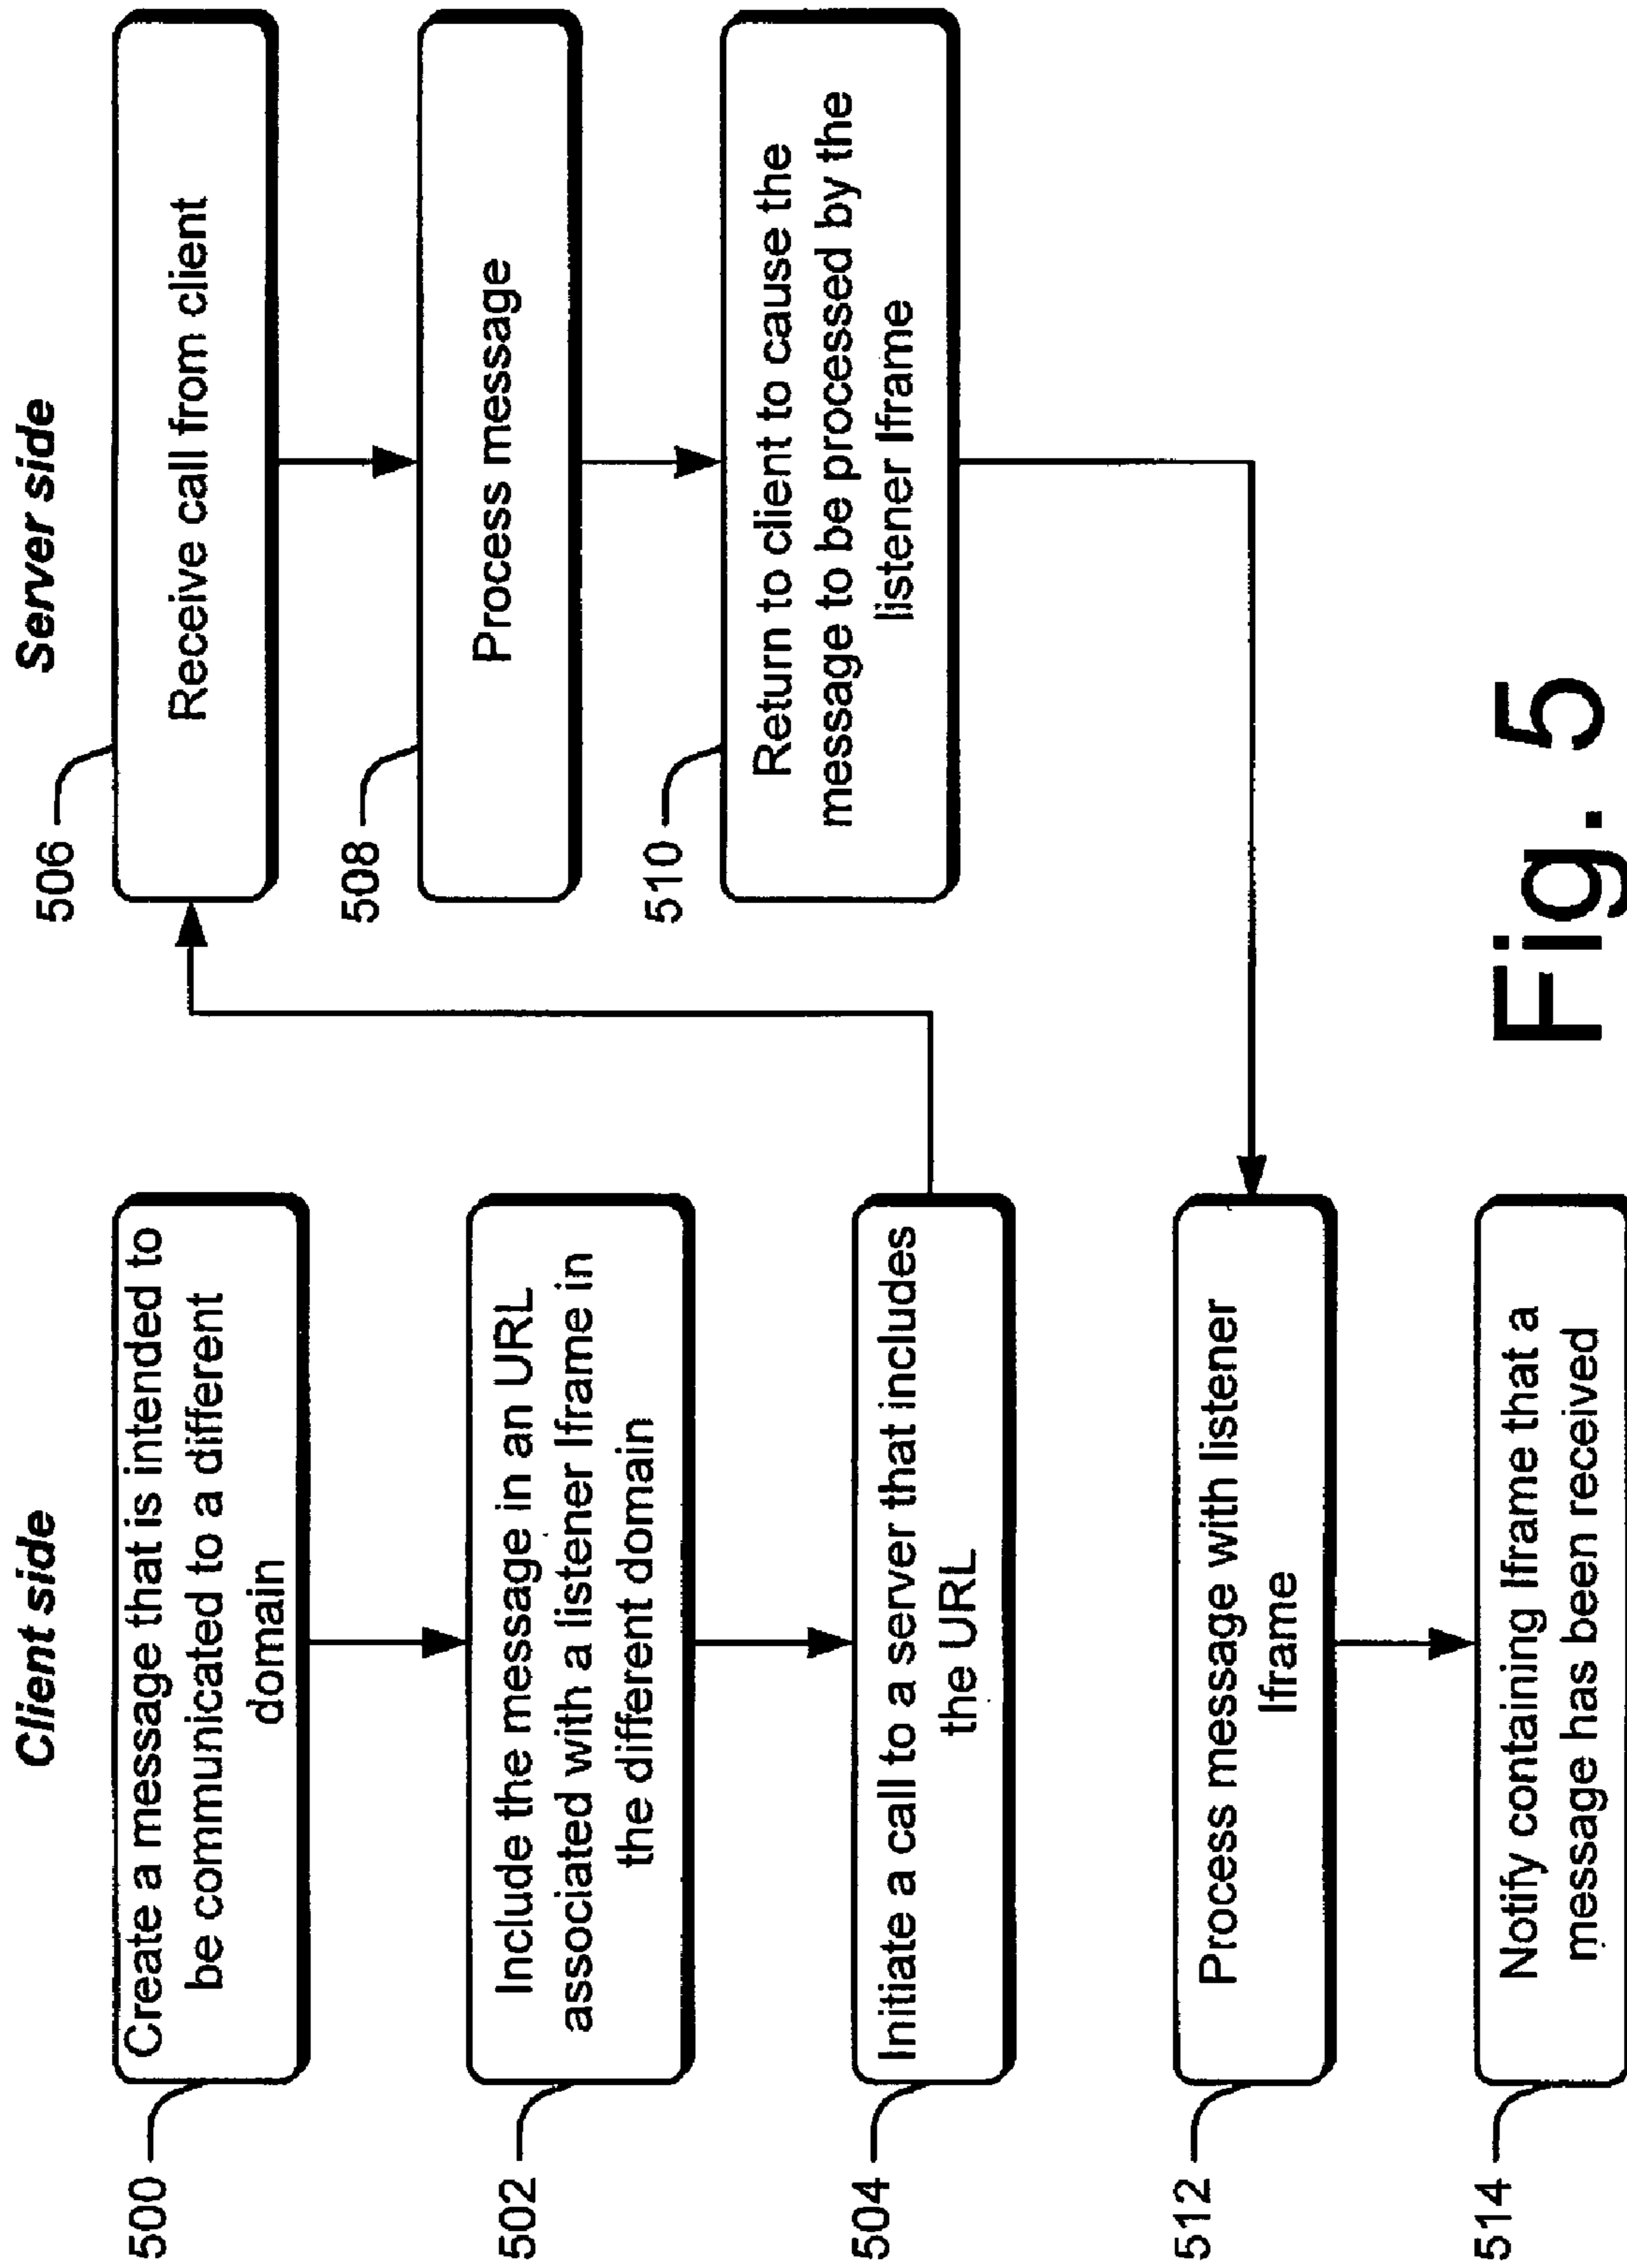 Client side
500
Create a message that is intended to
be communicated to a different
domain
502
Include the message in an URL
associated with a listener Iframe in
the different domain
504
Initiate a call to a server that includes
the URL
512
Process message with listener
Iframe
514
Notify containing Iframe that a
message has been received
Server side
506
Receive call from client
508
Process message
510
Return to client to cause the
message to be processed by the
listener Iframe
Fig. 5